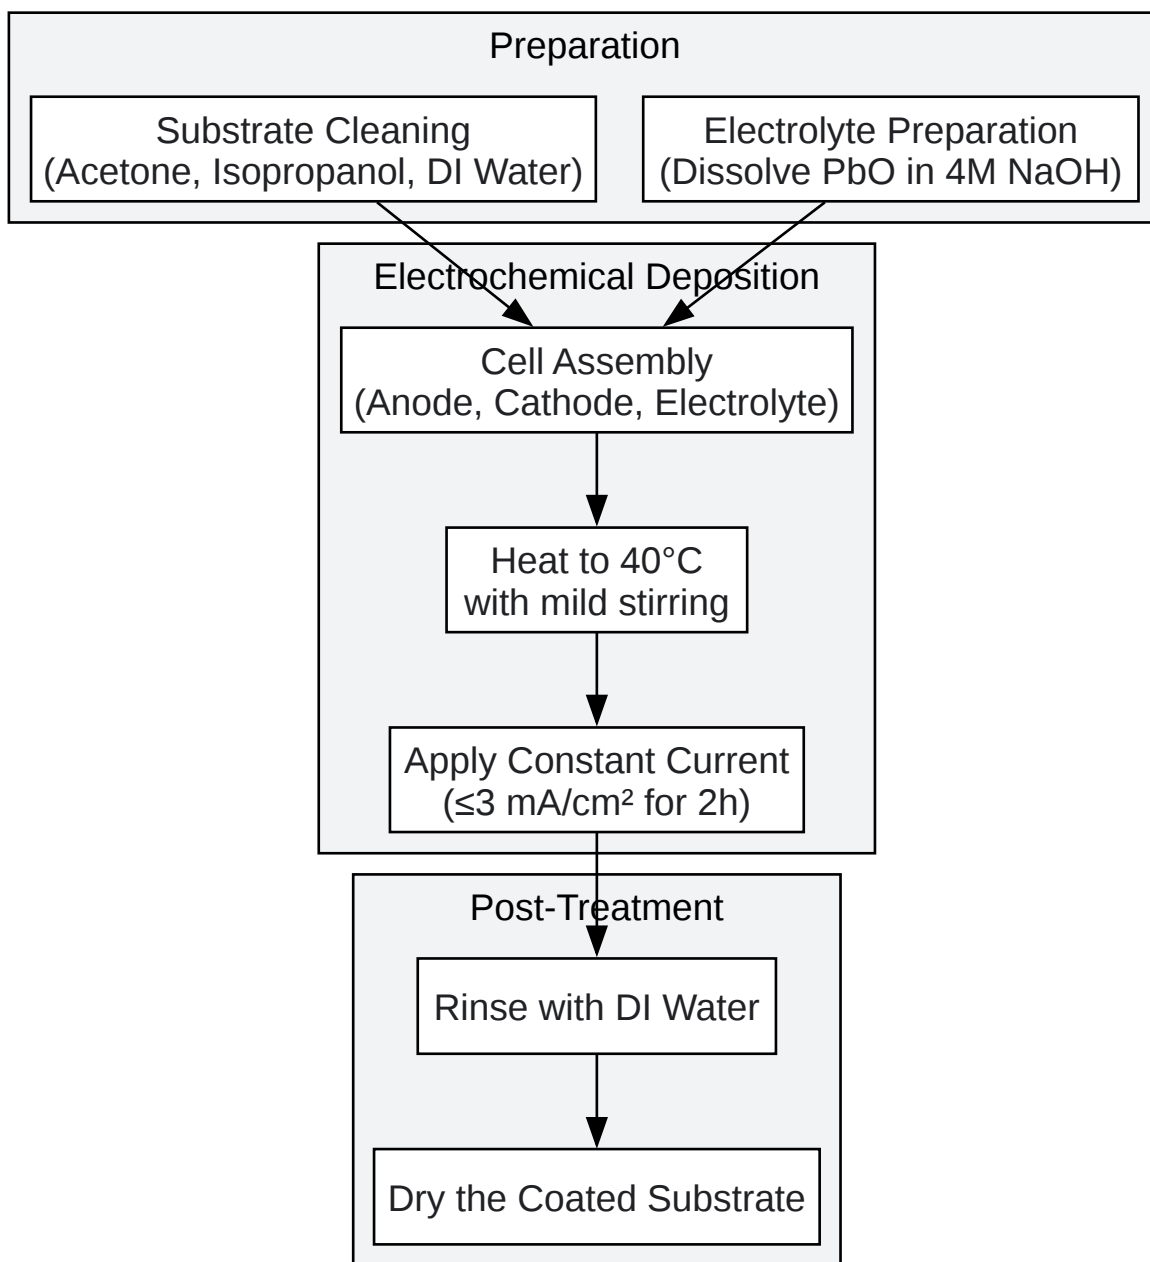 Preparation
Substrate Cleaning
(Acetone, Isopropanol, DI Water)
Electrolyte Preparation
(Dissolve PbO in 4M NaOH)
Electrochemical Deposition
Cell Assembly
(Anode, Cathode, Electrolyte)
Heat to 40°C
with mild stirring
Apply Constant Current
(≤3 mA/cm² for 2h)
Post-Treatment
Rinse with DI Water
Dry the Coated Substrate